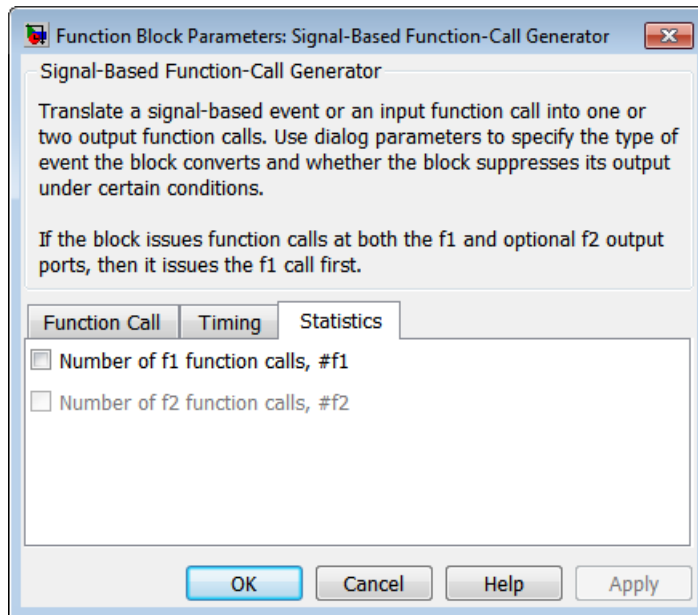 Function Block Parameters: Signal-Based Function-Call Generator
Signal-Based Function-Call Generator
Translate a signal-based event or an input function call into one or
two output function calls. Use dialog parameters to specify the type of
event the block converts and whether the block suppresses its output
under certain conditions.
If the block issues function calls at both the f1 and optional f2 output
ports, then it issues the f1 call first.
Function Call Timing Statistics
Number of f1 function calls, #f1
Number of f2 function calls, #f2
OK Cancel Help Apply